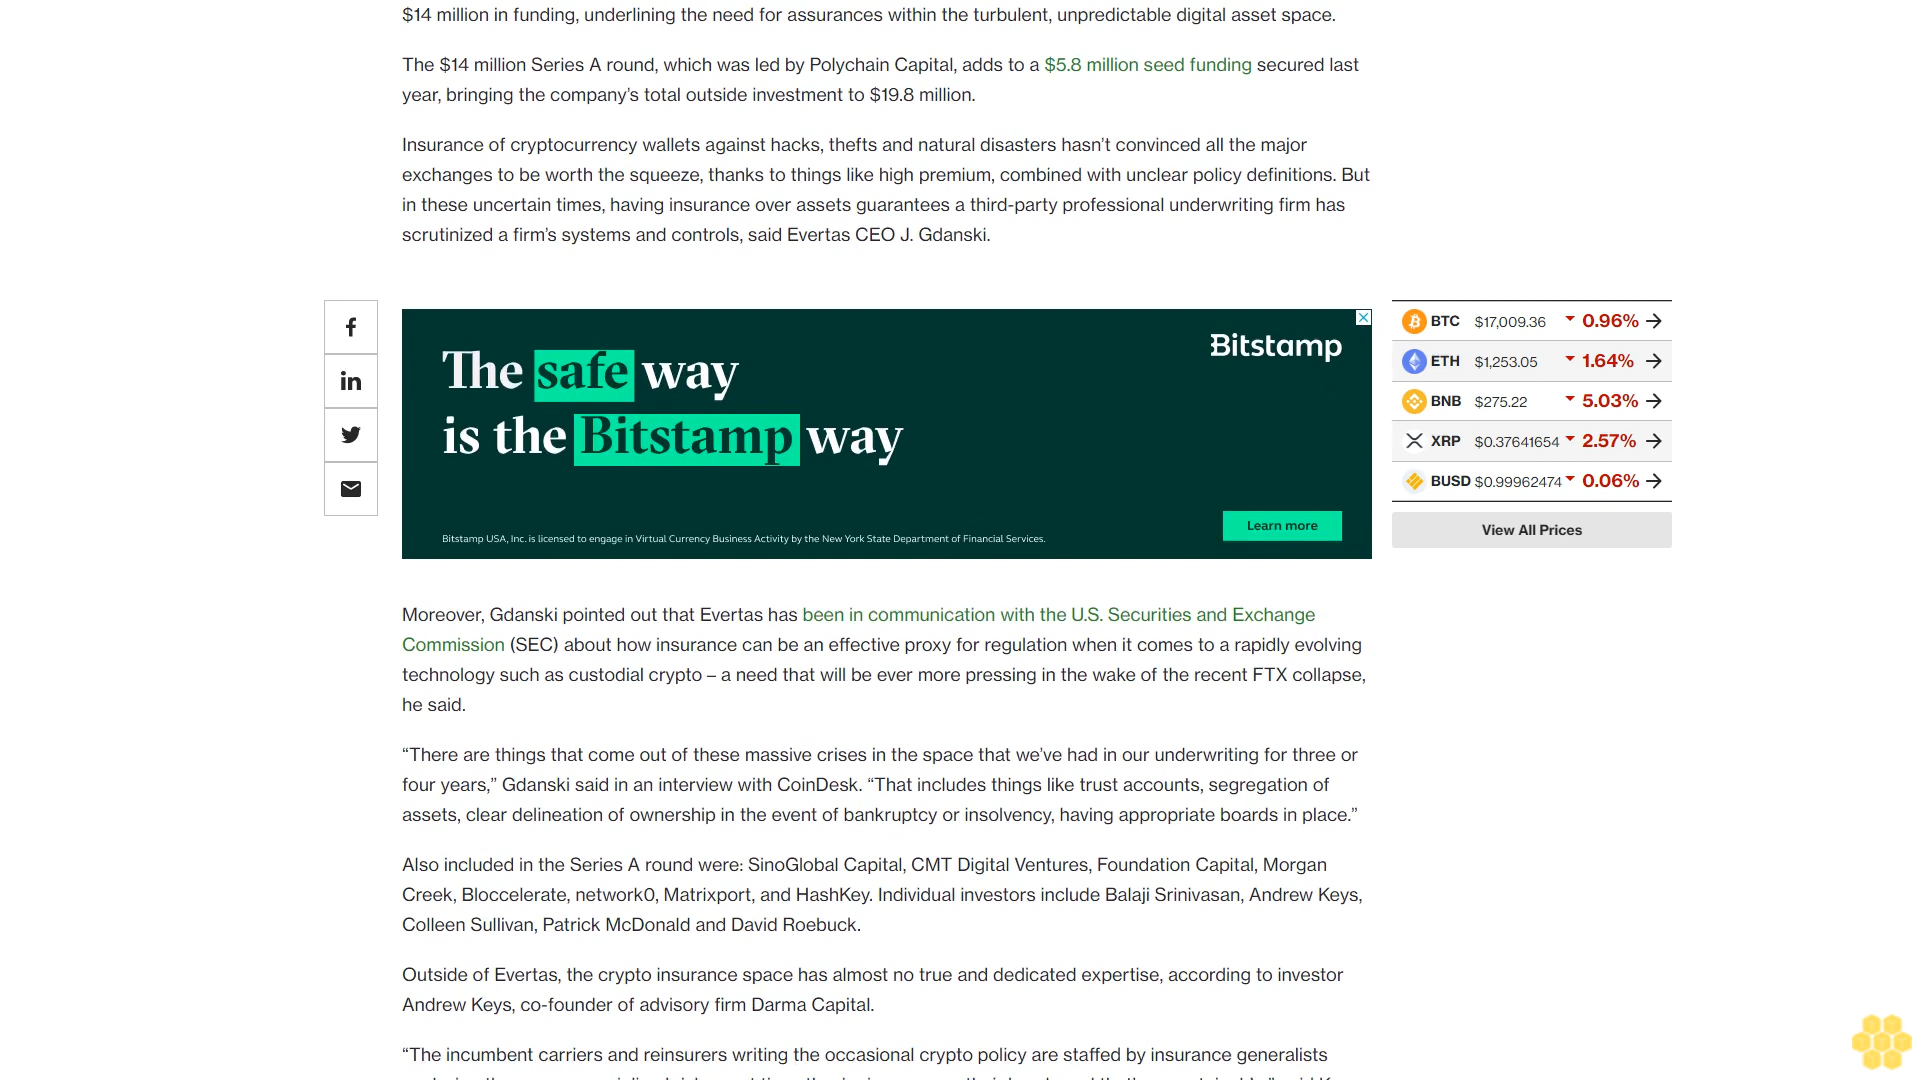 $14 million in funding, underlining the need for assurances within the turbulent, unpredictable digital asset space.
The $14 million Series A round, which was led by Polychain Capital, adds to a $5.8 million seed funding secured last
year, bringing the company’s total outside investment to $19.8 million.
Insurance of cryptocurrency wallets against hacks, thefts and natural disasters hasn’t convinced all the major
exchanges to be worth the squeeze, thanks to things like high premium, combined with unclear policy definitions. But
in these uncertain times, having insurance over assets guarantees a third-party professional underwriting firm has
scrutinized a firm’s systems and controls, said Evertas CEO J. Gdanski.
The safe way
is the Bitstamp way
Bitstamp
Learn more
Bitstamp USA, Inc. is licensed to engage in Virtual Currency Business Activity by the New York State Department of Financial Services.
BTC $17,009.36 0.96%
ETH $1,253.05 1.64%
BNB $275.22 5.03%
XRP $0.37641654 2.57%
BUSD $0.99962474 0.06%
View All Prices
Moreover, Gdanski pointed out that Evertas has been in communication with the U.S. Securities and Exchange
Commission (SEC) about how insurance can be an effective proxy for regulation when it comes to a rapidly evolving
technology such as custodial crypto – a need that will be ever more pressing in the wake of the recent FTX collapse,
he said.
“There are things that come out of these massive crises in the space that we’ve had in our underwriting for three or
four years,” Gdanski said in an interview with CoinDesk. “That includes things like trust accounts, segregation of
assets, clear delineation of ownership in the event of bankruptcy or insolvency, having appropriate boards in place.”
Also included in the Series A round were: SinoGlobal Capital, CMT Digital Ventures, Foundation Capital, Morgan
Creek, Bloccelerate, network0, Matrixport, and HashKey. Individual investors include Balaji Srinivasan, Andrew Keys,
Colleen Sullivan, Patrick McDonald and David Roebuck.
Outside of Evertas, the crypto insurance space has almost no true and dedicated expertise, according to investor
Andrew Keys, co-founder of advisory firm Darma Capital.
“The incumbent carriers and reinsurers writing the occasional crypto policy are staffed by insurance generalists